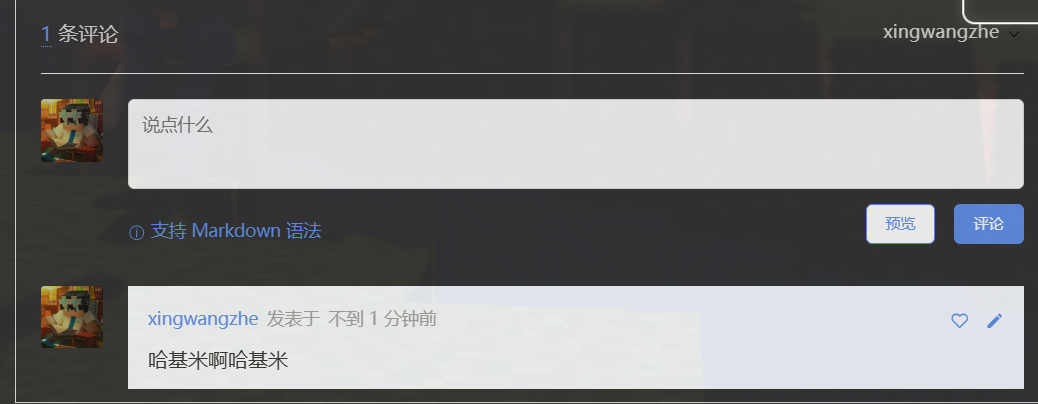 1 条评论
xingwangzhe
说点什么
支持 Markdown 语法
预览
评论
xingwangzhe 发表于 不到 1 分钟前
哈基米啊哈基米